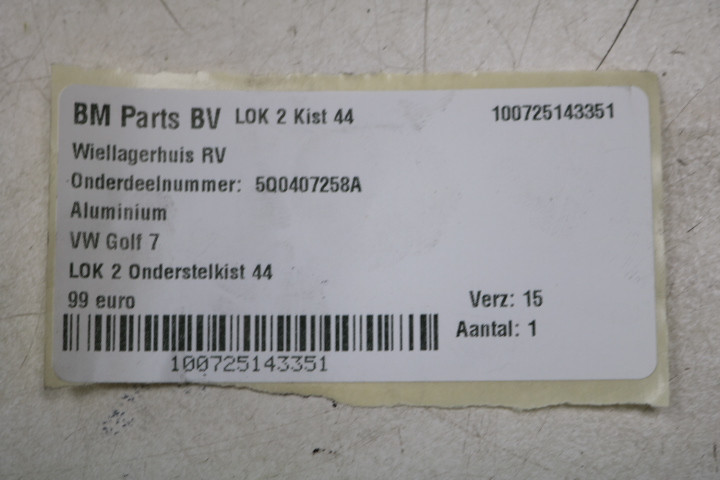 BM Parts BV LOK 2 Kist 44 100725143351
Wiellagerhuis RV
Onderdeelnummer: 5Q0407258A
Aluminium
VW Golf 7
LOK 2 Onderstelkist 44
99 euro Verz: 15
Aantal: 1
100725143351